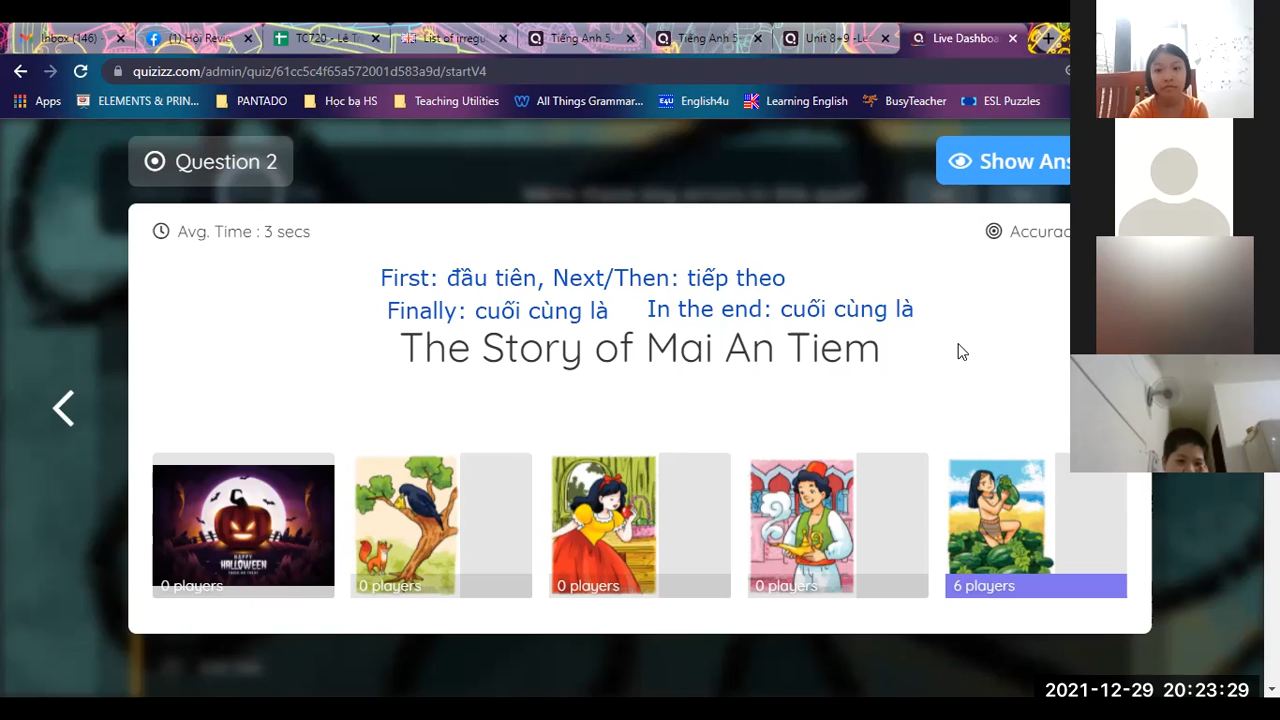 Inbox (146)
(1) Hội Revie
TC720 - Lê T
List of irregu
Tiếng Anh 5-
Tiếng Anh 5-
Unit 8+9 -Le
Live Dashboa
quizizz.com/admin/quiz/61cc5c4f65a572001d583a9d/startV4
Apps
ELEMENTS & PRIN...
PANTADO
Học bạ HS
Teaching Utilities
All Things Grammar...
English4u
Learning English
BusyTeacher
ESL Puzzles
Question 2
Show Ans
Avg. Time : 3 secs
Accurac
First: đầu tiên, Next/Then: tiếp theo
Finally: cuối cùng là In the end: cuối cùng là
The Story of Mai An Tiem
HAPPY
HALLOWEEN
0 players
0 players
0 players
0 players
6 players
2021-12-29 20:23:29